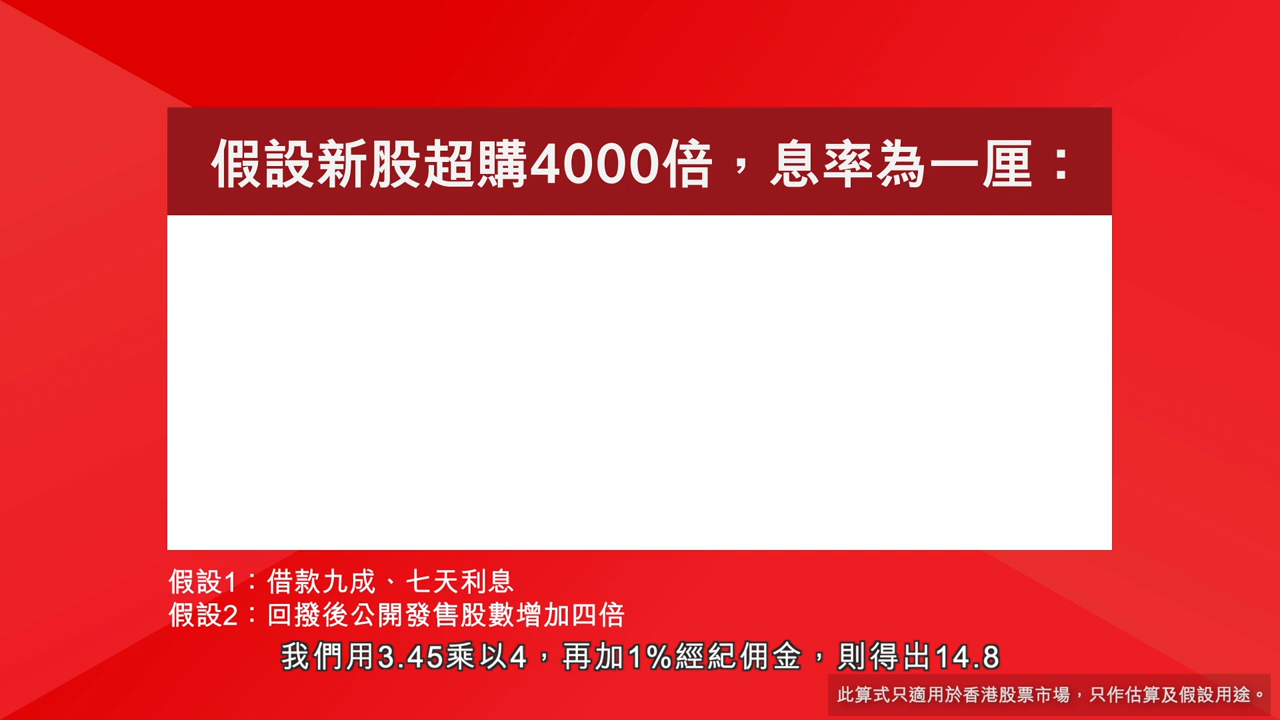 假設新股超購4000倍，息率為一厘：
假設1：借款九成、七天利息
假設2：回撥後公開發售股數增加四倍
我們用3.45乘以4，再加1%經紀佣金，則得出14.8
此算式只適用於香港股票市場，只作估算及假設用途。